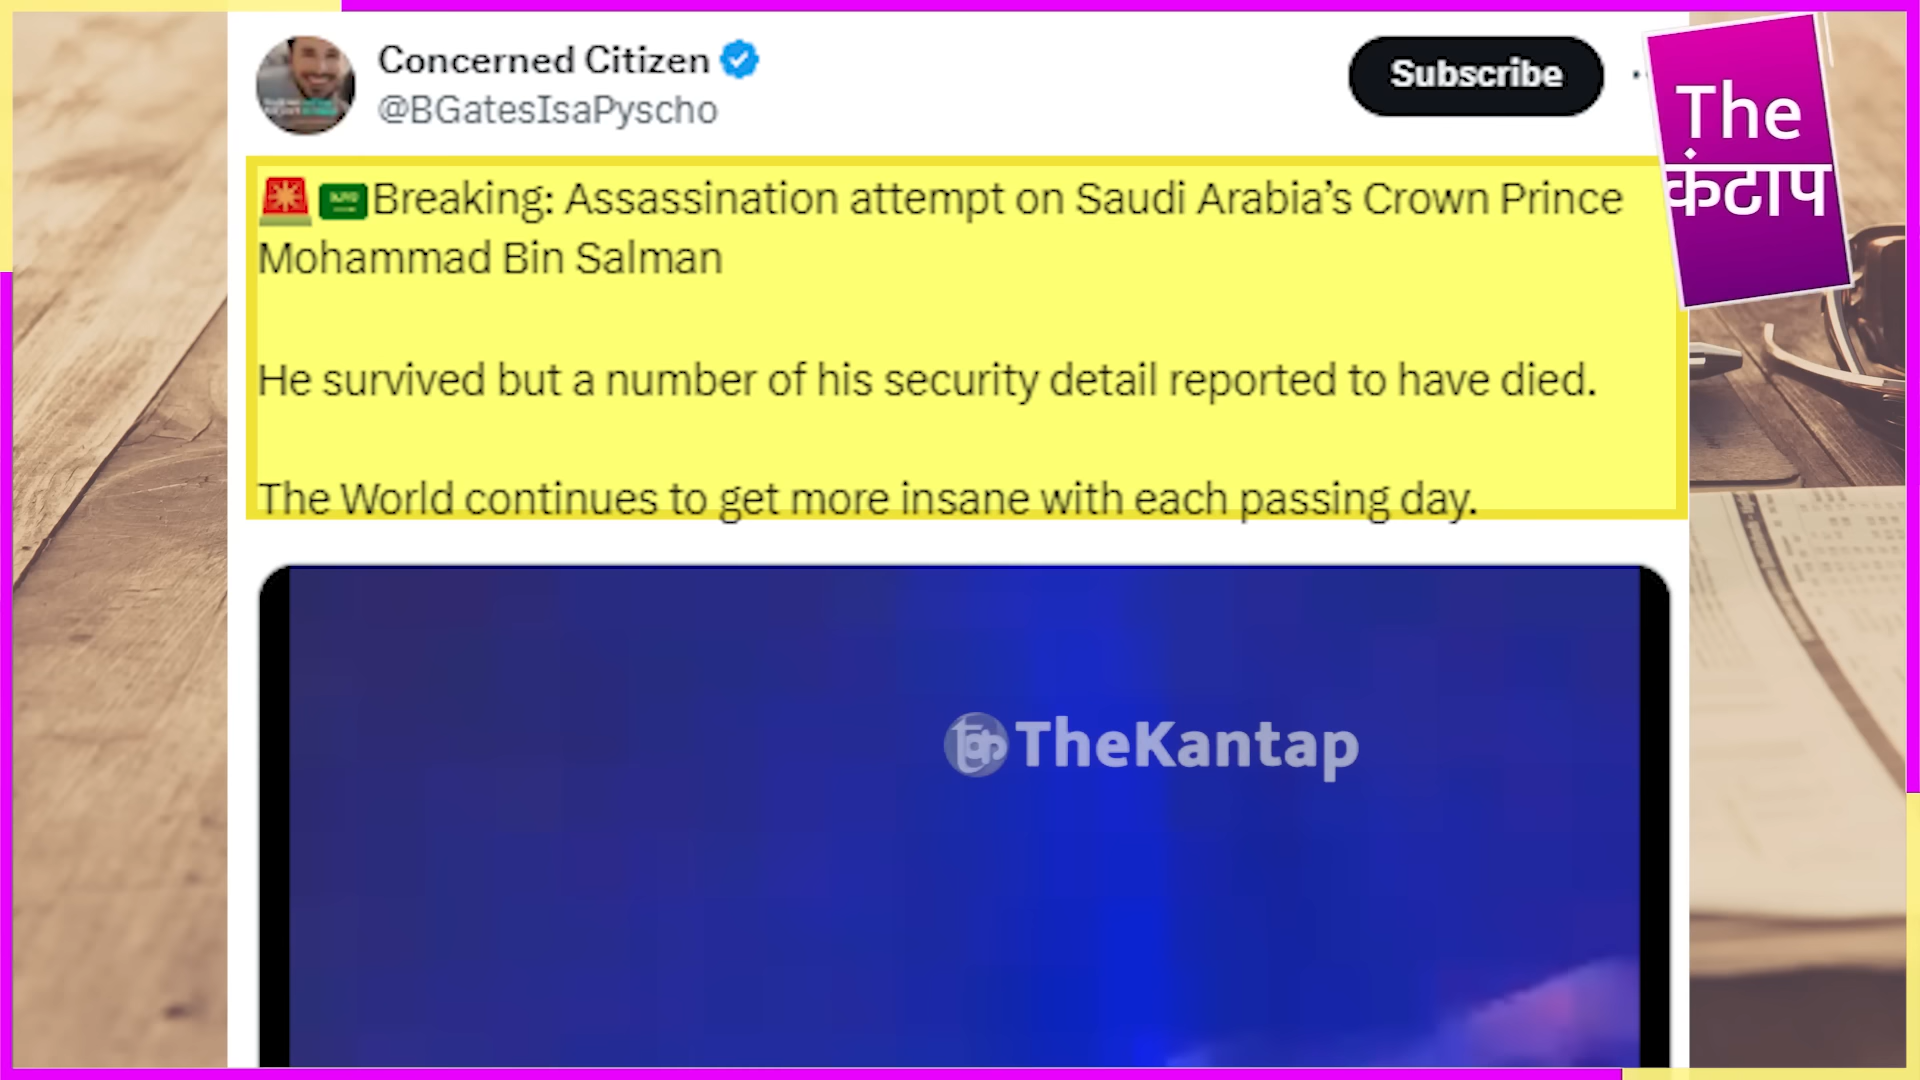 Concerned Citizen
@BGatesIsaPyscho
Subscribe
The
कंटाप
Breaking: Assassination attempt on Saudi Arabia’s Crown Prince
Mohammad Bin Salman
He survived but a number of his security detail reported to have died.
The World continues to get more insane with each passing day.
TheKantap